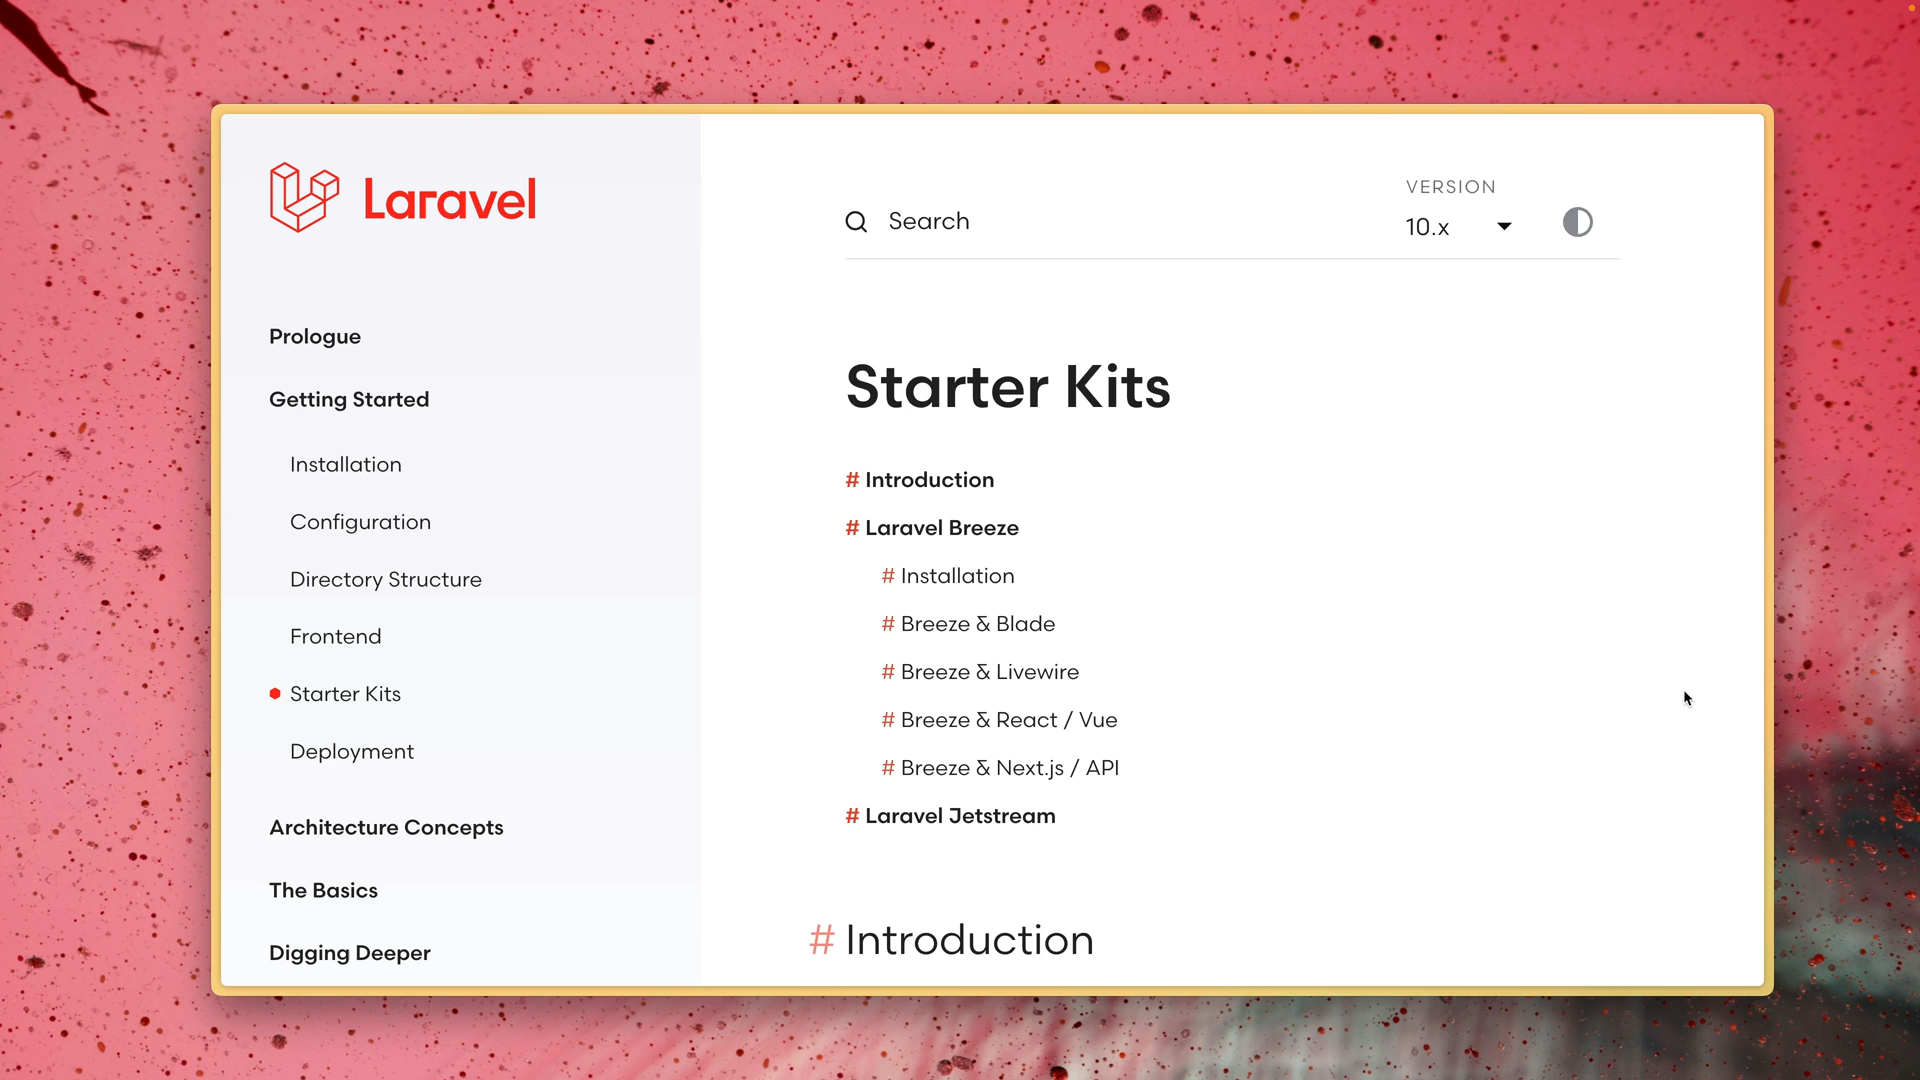 Laravel
Prologue
Getting Started
Installation
Configuration
Directory Structure
Frontend
Starter Kits
Deployment
Architecture Concepts
The Basics
Digging Deeper
Search
VERSION
10.x
Starter Kits
# Introduction
# Laravel Breeze
# Installation
# Breeze & Blade
# Breeze & Livewire
# Breeze & React / Vue
# Breeze & Next.js / API
# Laravel Jetstream
# Introduction